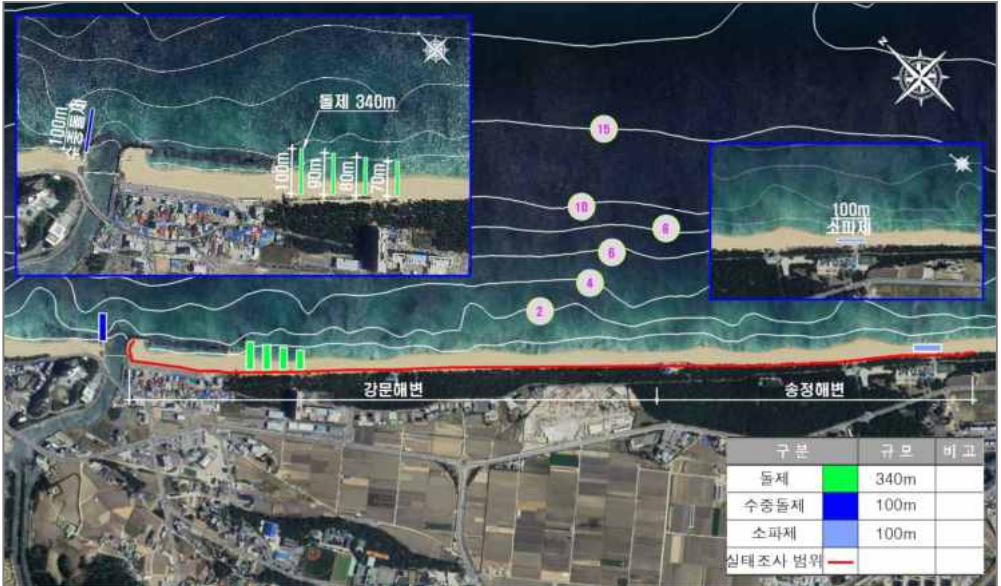 100m
수중돌제
돌제 340m
100m
90m
80m
70m
N
15
10
8
6
4
2
100m
소파제
강문해변
송정해변
구 분 규 모 비 고
돌제 340m
수중돌제 100m
소파제 100m
실태조사 범위